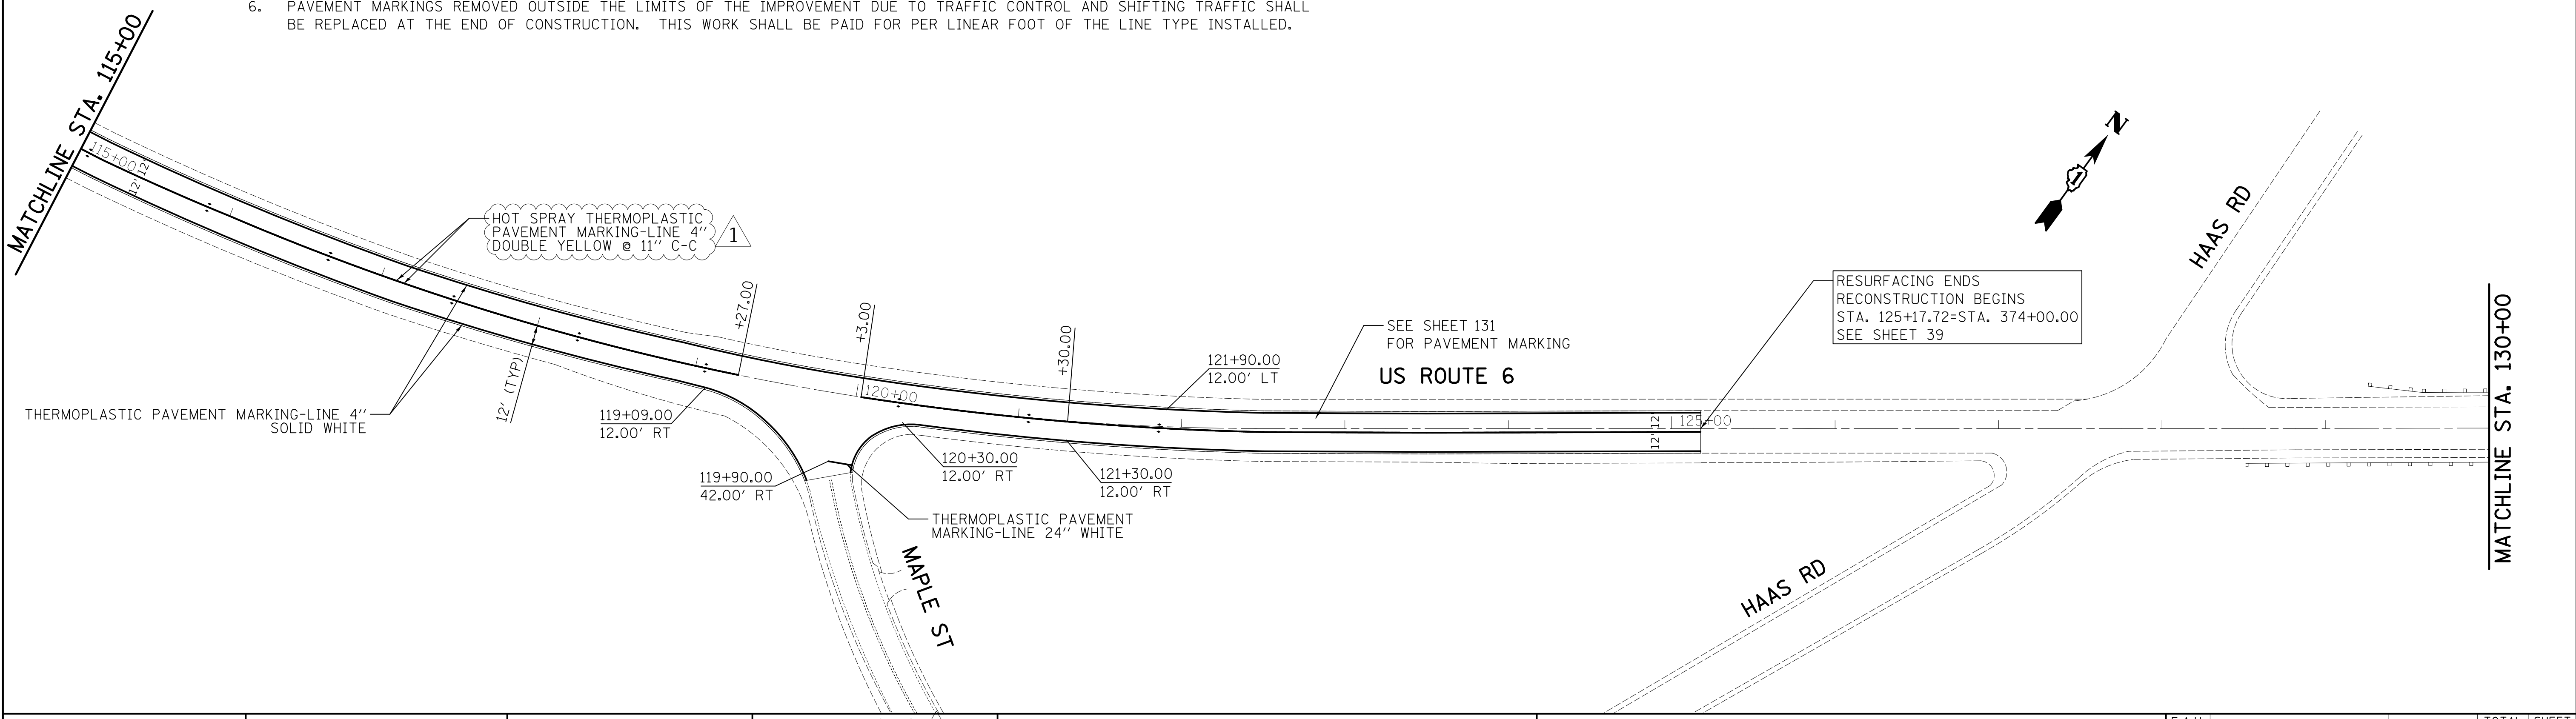 6. PAVEMENT MARKINGS REMOVED OUTSIDE THE LIMITS OF THE IMPROVEMENT DUE TO TRAFFIC CONTROL AND SHIFTING TRAFFIC SHALL
BE REPLACED AT THE END OF CONSTRUCTION. THIS WORK SHALL BE PAID FOR PER LINEAR FOOT OF THE LINE TYPE INSTALLED.
MATCHLINE STA. 115+00
115+00
12' 12'
HOT SPRAY THERMOPLASTIC
PAVEMENT MARKING-LINE 4"
DOUBLE YELLOW @ 11" C-C
1
N
1
HAAS RD
+27.00
+3.00
+30.00
SEE SHEET 131
FOR PAVEMENT MARKING
RESURFACING ENDS
RECONSTRUCTION BEGINS
STA. 125+17.72=STA. 374+00.00
SEE SHEET 39
121+90.00
12.00' LT
US ROUTE 6
12' (TYP)
120+00
THERMOPLASTIC PAVEMENT MARKING-LINE 4"
SOLID WHITE
119+09.00
12.00' RT
12' 12'
125+00
MATCHLINE STA. 130+00
120+30.00
12.00' RT
121+30.00
12.00' RT
119+90.00
42.00' RT
THERMOPLASTIC PAVEMENT
MARKING-LINE 24" WHITE
MAPLE ST
HAAS RD